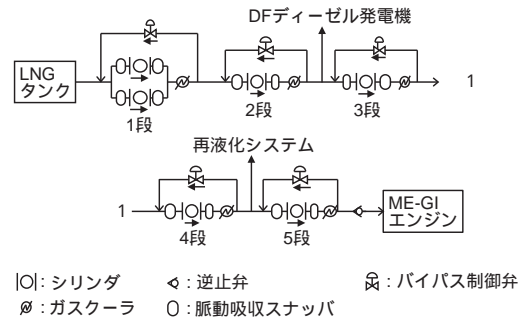 DFディーゼル発電機
LNG
タンク
1段
2段
3段
1
再液化システム
1
4段
5段
ME-GI
エンジン
: シリンダ
: 逆止弁
: バイパス制御弁
: ガスクーラ
: 脈動吸収スナッバ